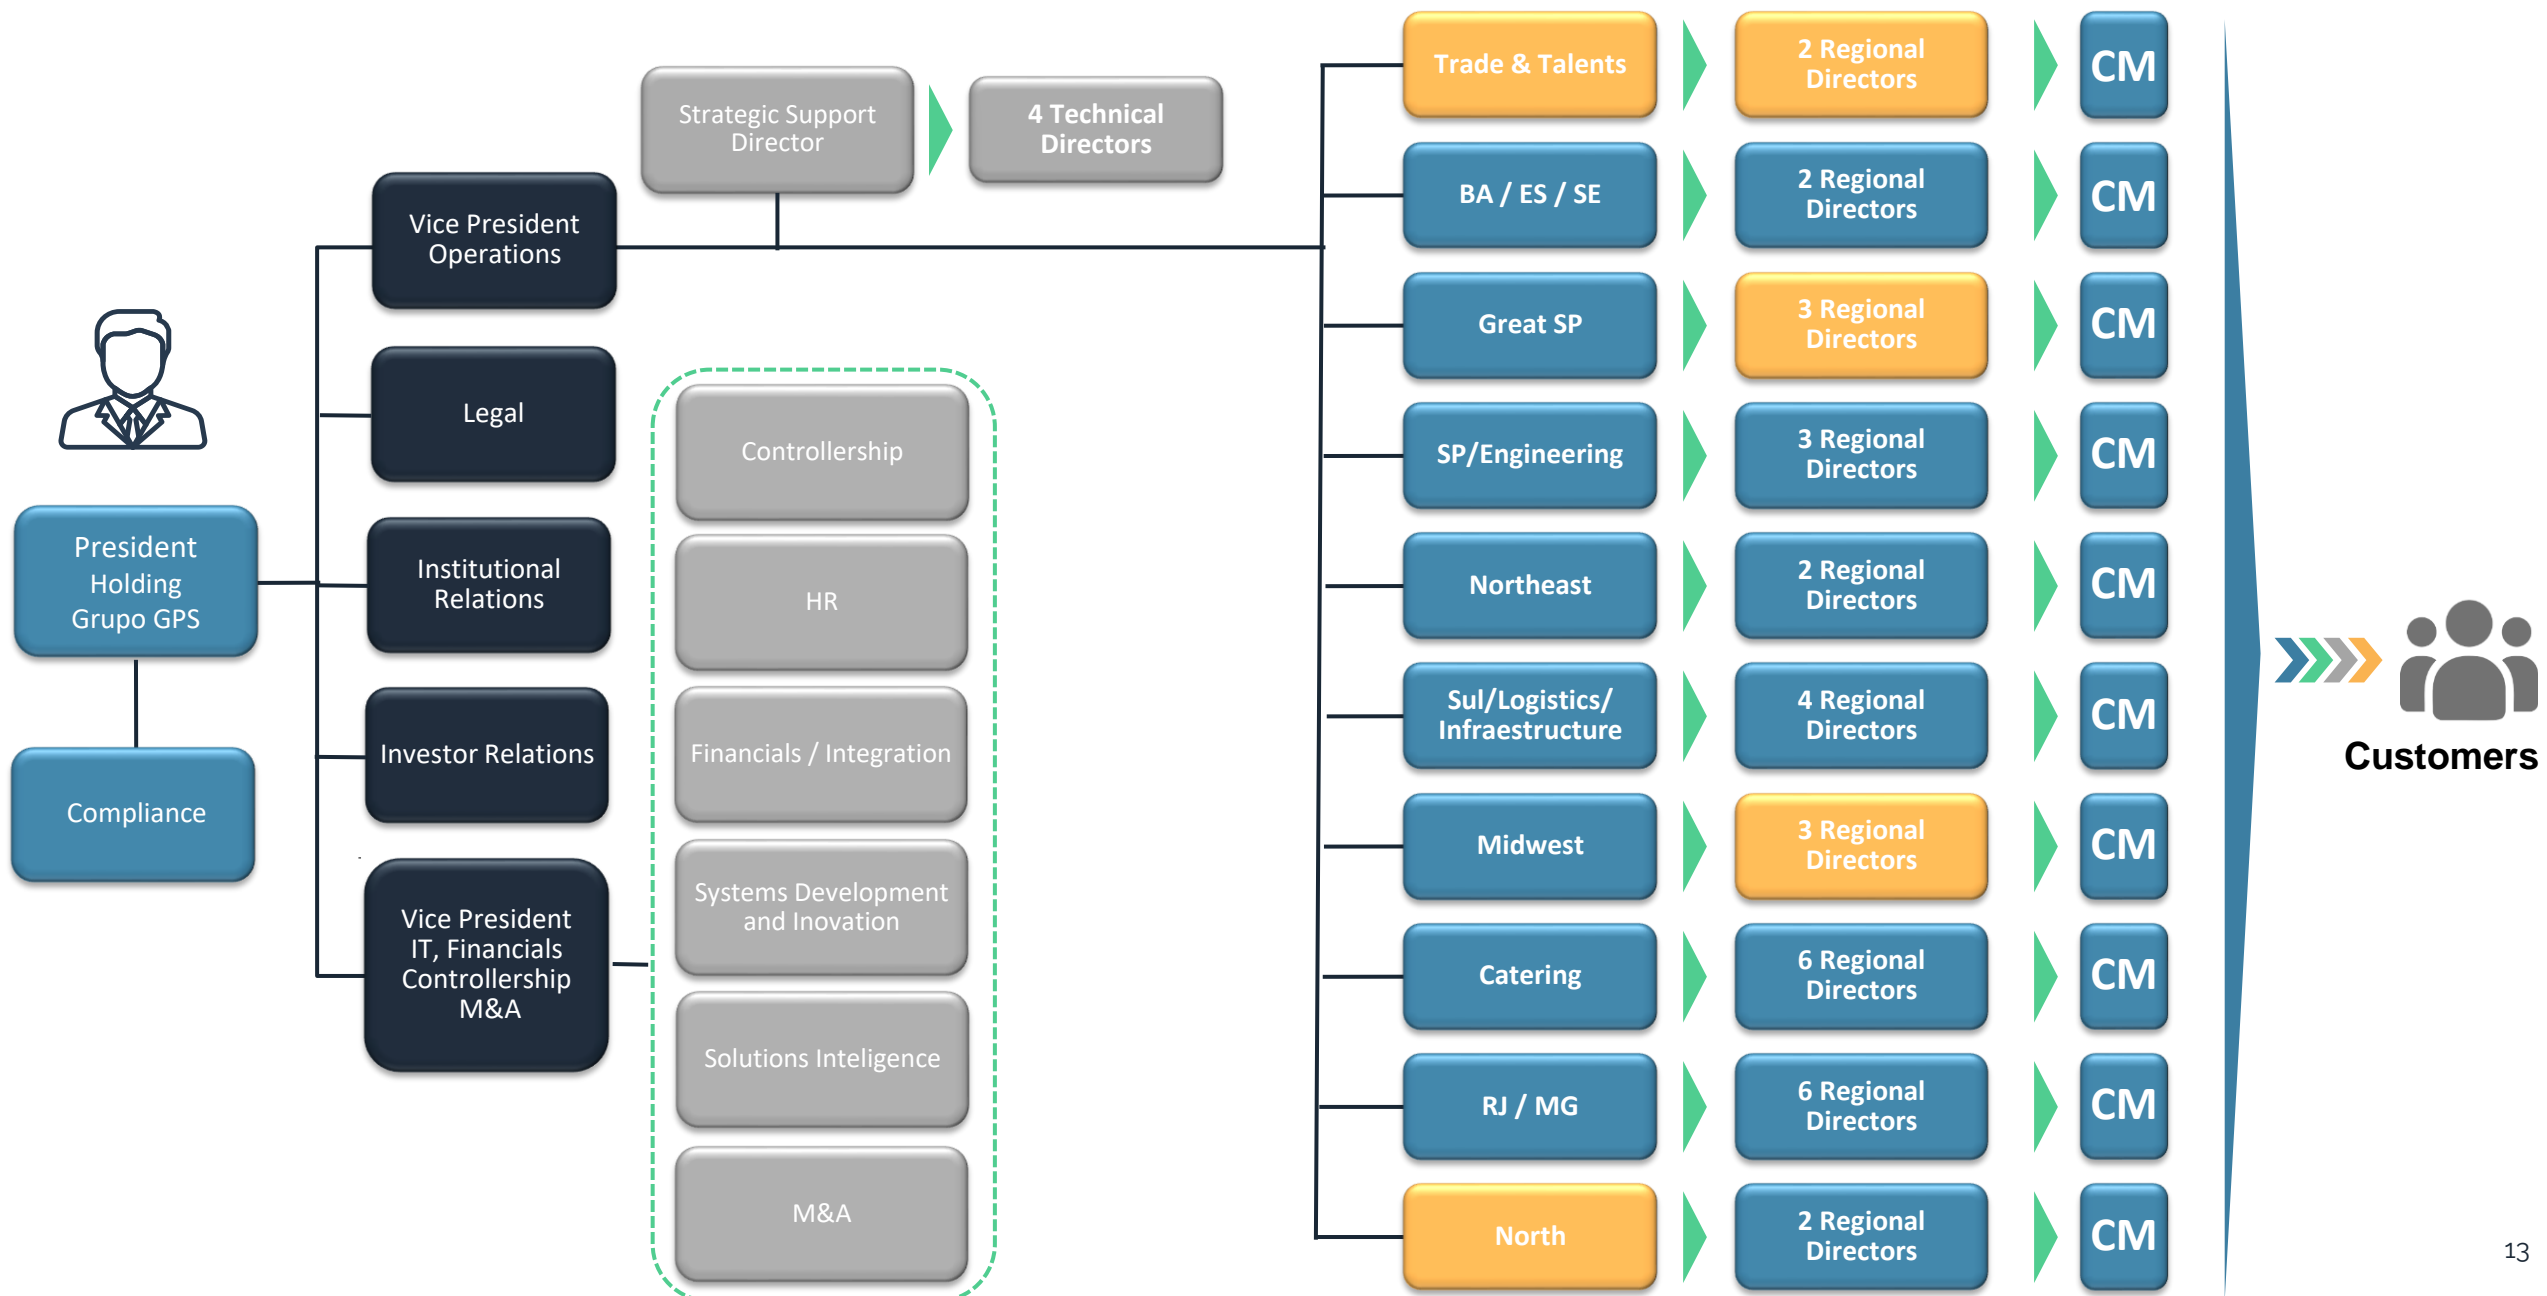 Strategic Support
Director
4 Technical
Directors
Vice President
Operations
Legal
Institutional
Relations
Investor Relations
Vice President
IT, Financials
Controllership
M&A
President
Holding
Grupo GPS
Compliance
Controllership
HR
Financials / Integration
Systems Development
and Inovation
Solutions Inteligence
M&A
Trade & Talents
2 Regional
Directors
CM
BA / ES / SE
2 Regional
Directors
CM
Great SP
3 Regional
Directors
CM
SP/Engineering
3 Regional
Directors
CM
Northeast
2 Regional
Directors
CM
Sul/Logistics/
Infraestructure
4 Regional
Directors
CM
Midwest
3 Regional
Directors
CM
Catering
6 Regional
Directors
CM
RJ / MG
6 Regional
Directors
CM
North
2 Regional
Directors
CM
Customers
13